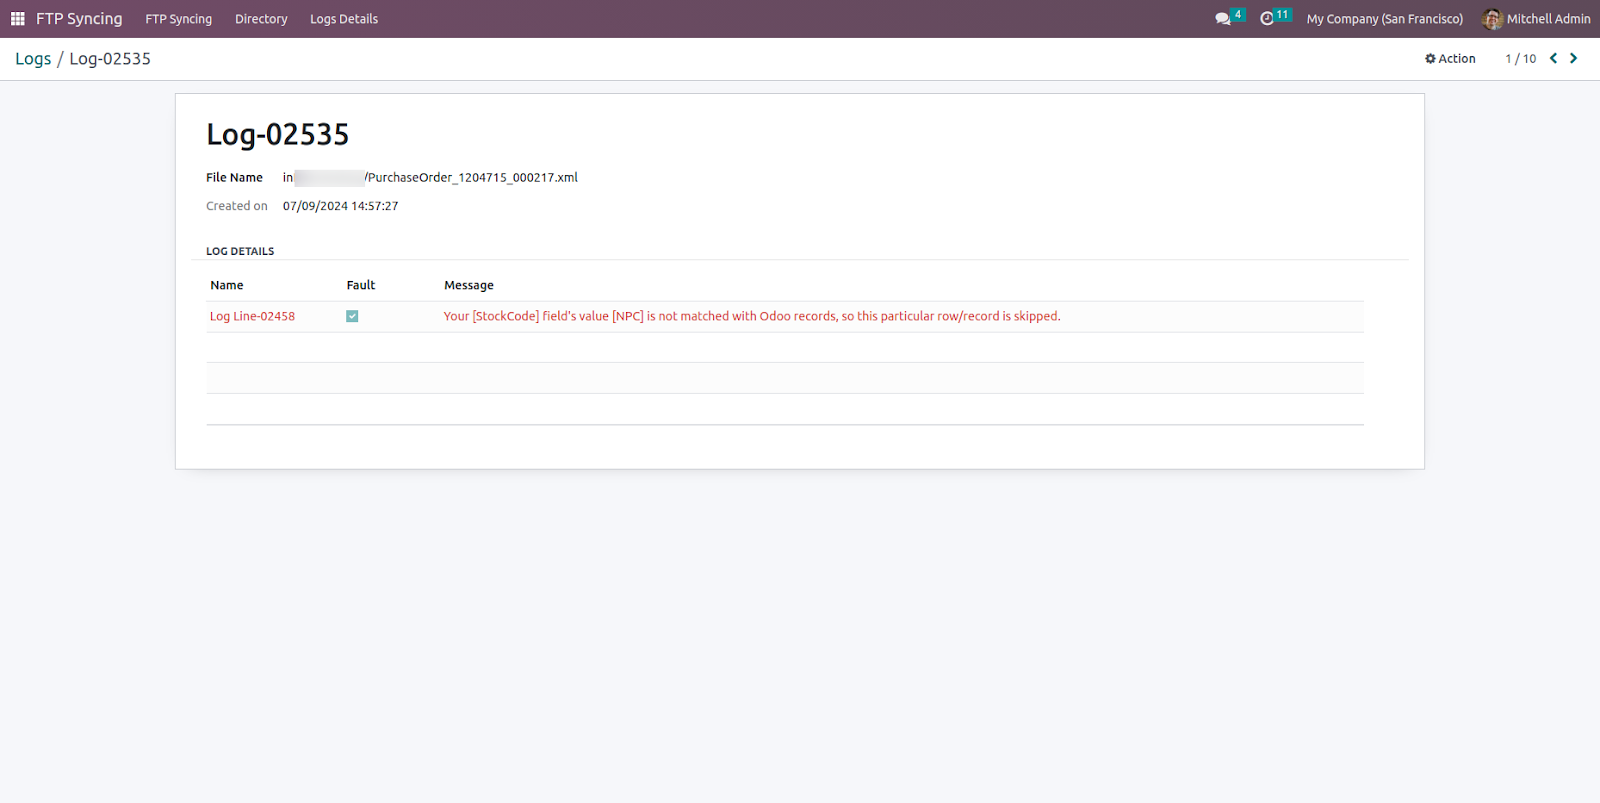 FTP Syncing FTP Syncing Directory Logs Details 4 11 My Company (San Francisco) Mitchell Admin
Logs / Log-02535 Action 1 / 10
Log-02535
File Name in /PurchaseOrder_1204715_000217.xml
Created on 07/09/2024 14:57:27
LOG DETAILS
Name Fault Message
Log Line-02458 Your [StockCode] field's value [NPC] is not matched with Odoo records, so this particular row/record is skipped.